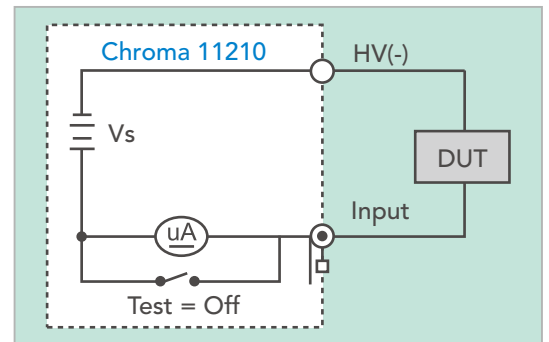 Chroma 11210
HV(-)
Vs
DUT
Input
uA
Test = Off